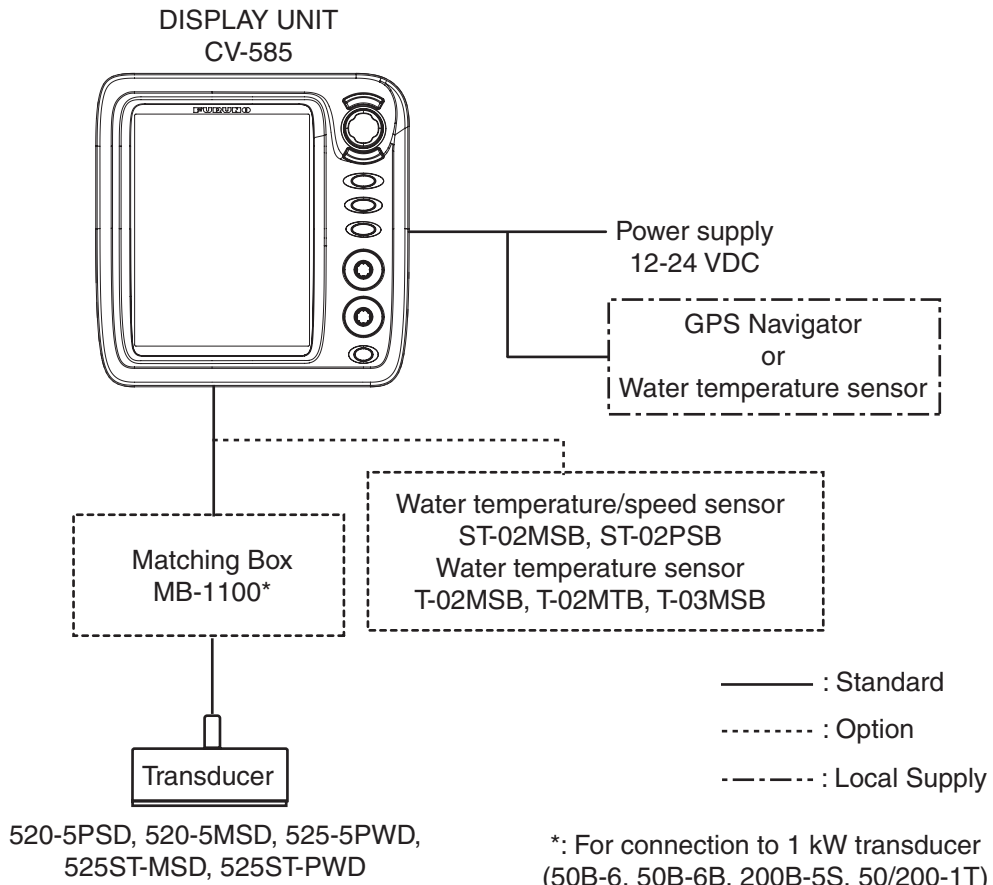 DISPLAY UNIT
CV-585
FURUNO
Power supply
12-24 VDC
GPS Navigator
or
Water temperature sensor
Water temperature/speed sensor
ST-02MSB, ST-02PSB
Water temperature sensor
T-02MSB, T-02MTB, T-03MSB
Matching Box
MB-1100*
Transducer
520-5PSD, 520-5MSD, 525-5PWD,
525ST-MSD, 525ST-PWD
: Standard
: Option
: Local Supply
*: For connection to 1 kW transducer
(50B-6, 50B-6B, 200B-5S, 50/200-1T)